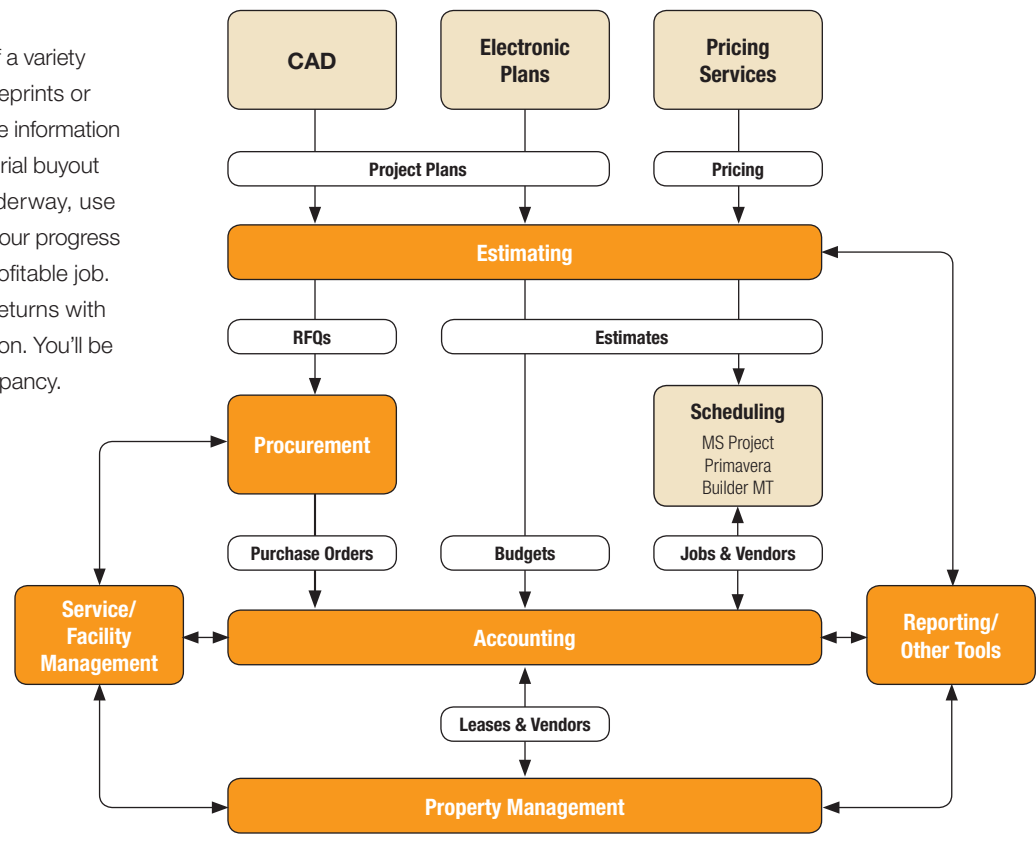 f a variety
eprints or
e information
rial buyout
derway, use
our progress
ofitable job.
eturns with
on. You'll be
pancy.
CAD
Electronic
Plans
Pricing
Services
Project Plans
Pricing
Estimating
RFQs
Estimates
Procurement
Scheduling
MS Project
Primavera
Builder MT
Purchase Orders
Budgets
Jobs & Vendors
Service/
Facility
Management
Accounting
Reporting/
Other Tools
Leases & Vendors
Property Management